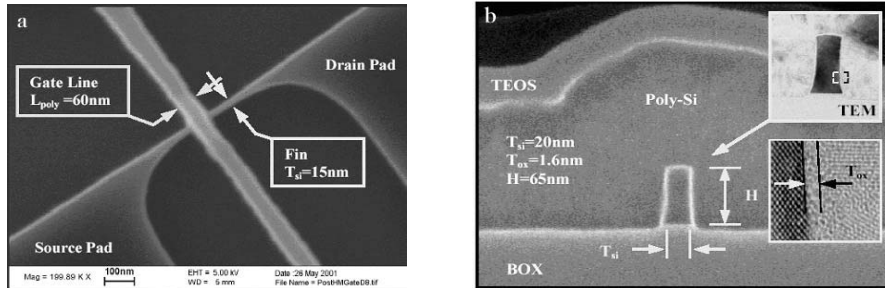 a
Drain Pad
Gate Line
Lpoly =60nm
Fin
Tsi=15nm
Source Pad
Mag = 199.89 K X
100nm
EHT = 5.00 kV
WD = 5 mm
Date :26 May 2001
File Name = PostHMGateDB.tif
b
TEOS
Poly-Si
TEM
Tsi=20nm
Tox=1.6nm
H=65nm
Tox
H
Tsi
BOX